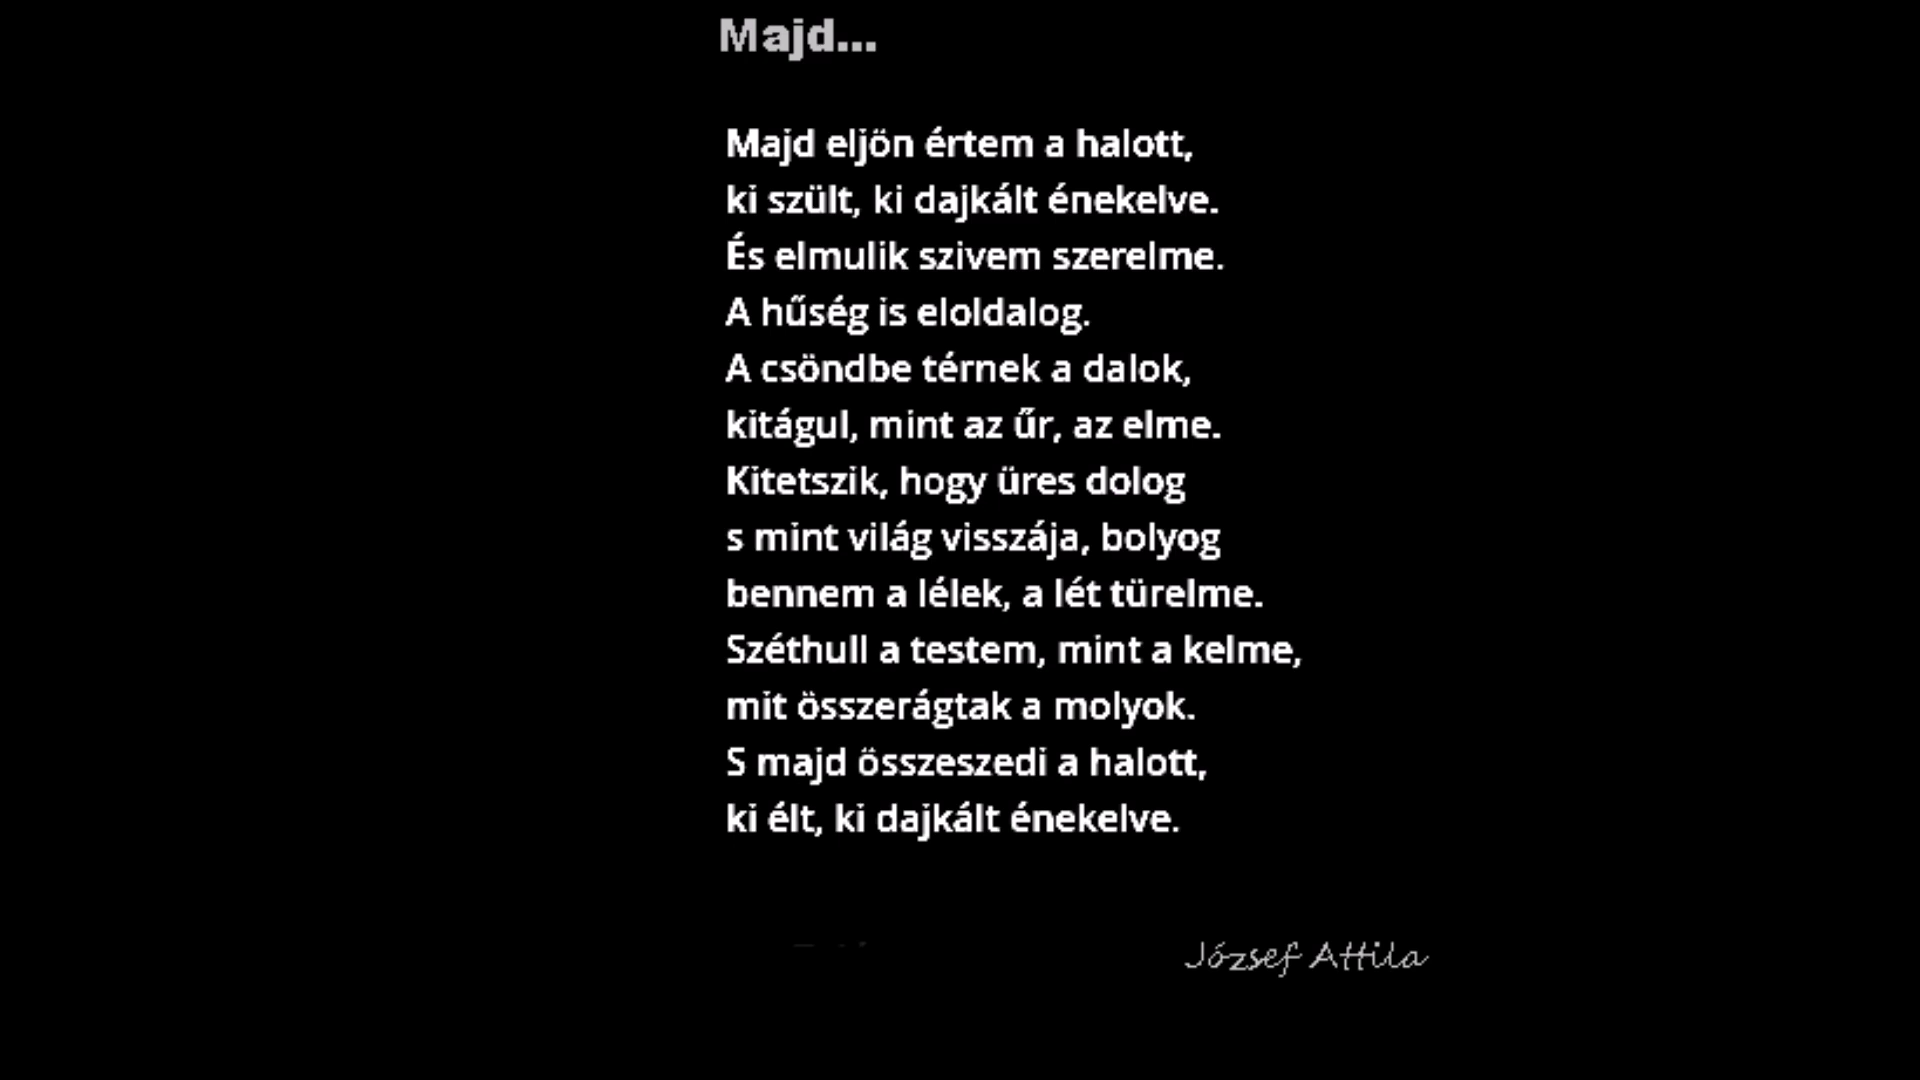 Majd...
Majd eljön értem a halott,
ki szült, ki dajkált énekelve.
És elmulik szivem szerelme.
A hűség is eloldalog.
A csöndbe térnek a dalok,
kitágul, mint az űr, az elme.
Kitetszik, hogy üres dolog
s mint világ visszája, bolyog
bennem a lélek, a lét türelme.
Széthull a testem, mint a kelme,
mit összerágtak a molyok.
S majd összeszedi a halott,
ki élt, ki dajkált énekelve.
József Attila